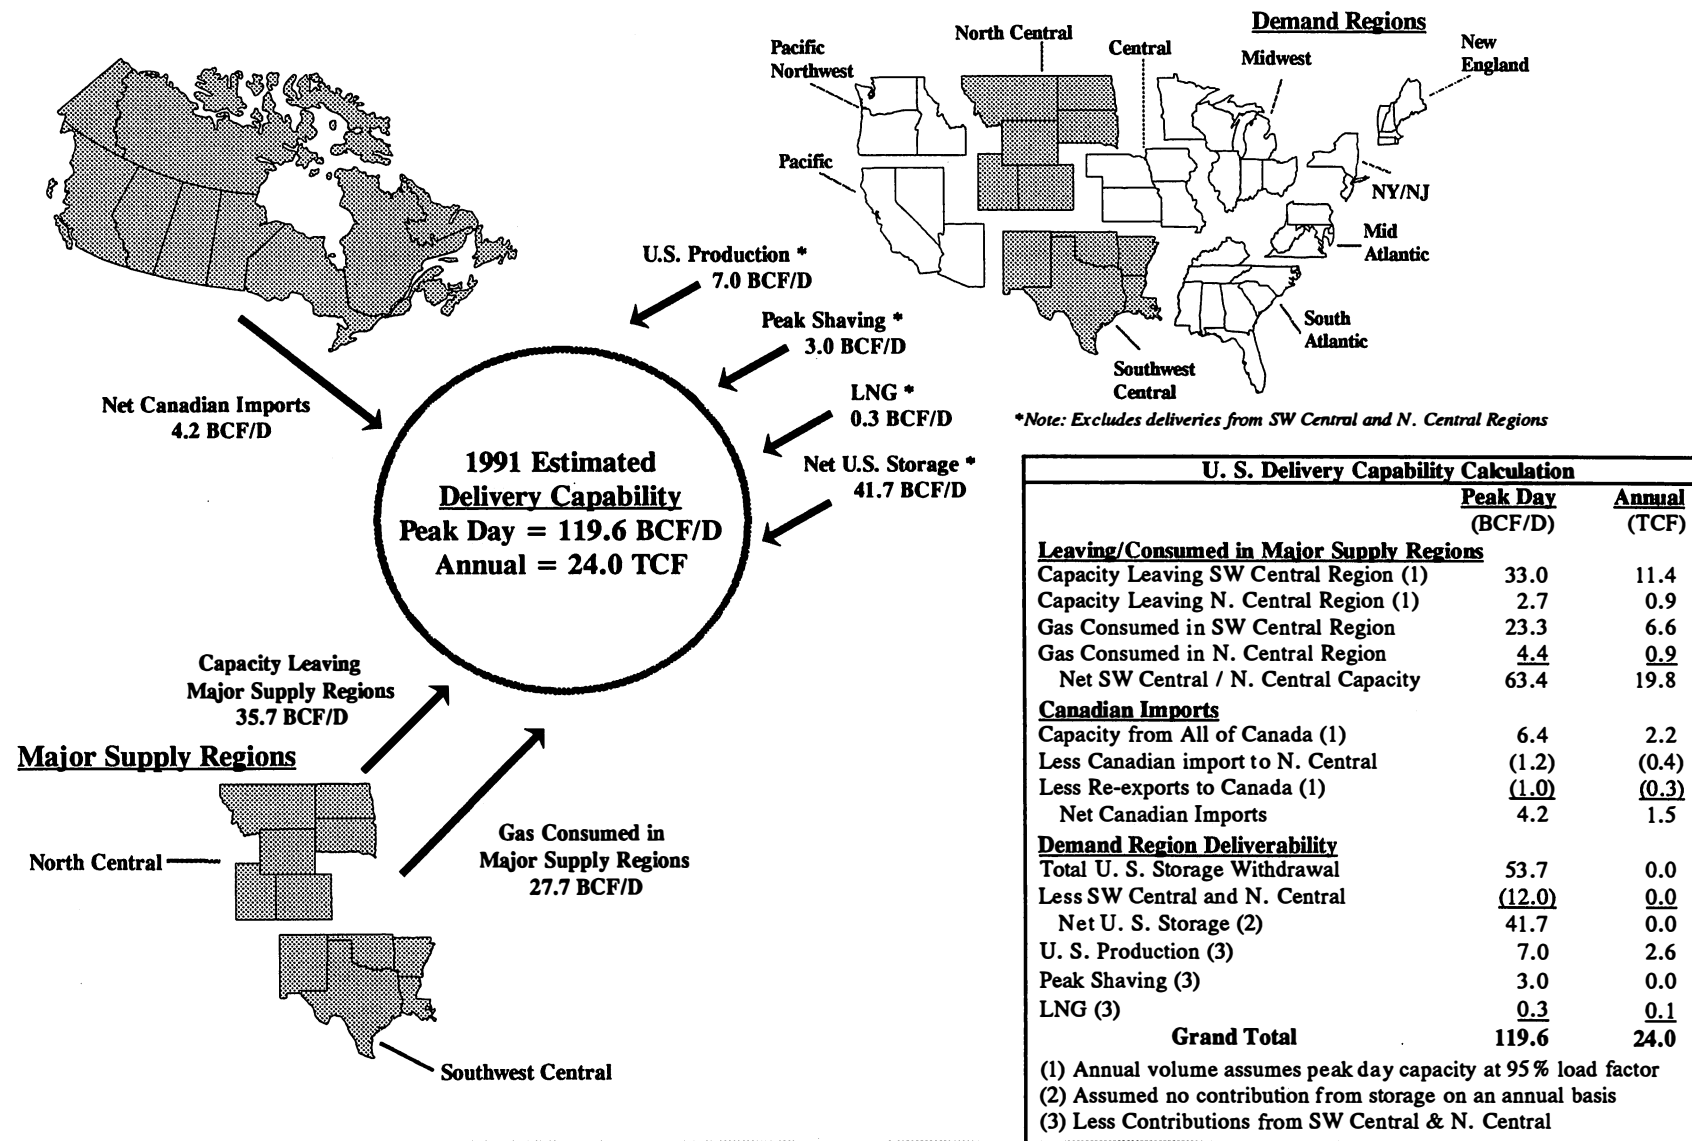 Demand Regions
North Central
Central
Midwest
New
England
Pacific
Northwest
Pacific
NY/NJ
Mid
Atlantic
South
Atlantic
Southwest
Central
*Note: Excludes deliveries from SW Central and N. Central Regions
U.S. Production *
7.0 BCF/D
Peak Shaving *
3.0 BCF/D
LNG *
0.3 BCF/D
Net U.S. Storage *
41.7 BCF/D
Net Canadian Imports
4.2 BCF/D
1991 Estimated
Delivery Capability
Peak Day = 119.6 BCF/D
Annual = 24.0 TCF
Capacity Leaving
Major Supply Regions
35.7 BCF/D
Major Supply Regions
North Central
Gas Consumed in
Major Supply Regions
27.7 BCF/D
Southwest Central
U. S. Delivery Capability Calculation
Peak Day Annual
(BCF/D) (TCF)
Leaving/Consumed in Major Supply Regions
Capacity Leaving SW Central Region (1) 33.0 11.4
Capacity Leaving N. Central Region (1) 2.7 0.9
Gas Consumed in SW Central Region 23.3 6.6
Gas Consumed in N. Central Region 4.4 0.9
Net SW Central / N. Central Capacity 63.4 19.8
Canadian Imports
Capacity from All of Canada (1) 6.4 2.2
Less Canadian import to N. Central (1.2) (0.4)
Less Re-exports to Canada (1) (1.0) (0.3)
Net Canadian Imports 4.2 1.5
Demand Region Deliverability
Total U. S. Storage Withdrawal 53.7 0.0
Less SW Central and N. Central (12.0) 0.0
Net U. S. Storage (2) 41.7 0.0
U. S. Production (3) 7.0 2.6
Peak Shaving (3) 3.0 0.0
LNG (3) 0.3 0.1
Grand Total 119.6 24.0
(1) Annual volume assumes peak day capacity at 95% load factor
(2) Assumed no contribution from storage on an annual basis
(3) Less Contributions from SW Central & N. Central